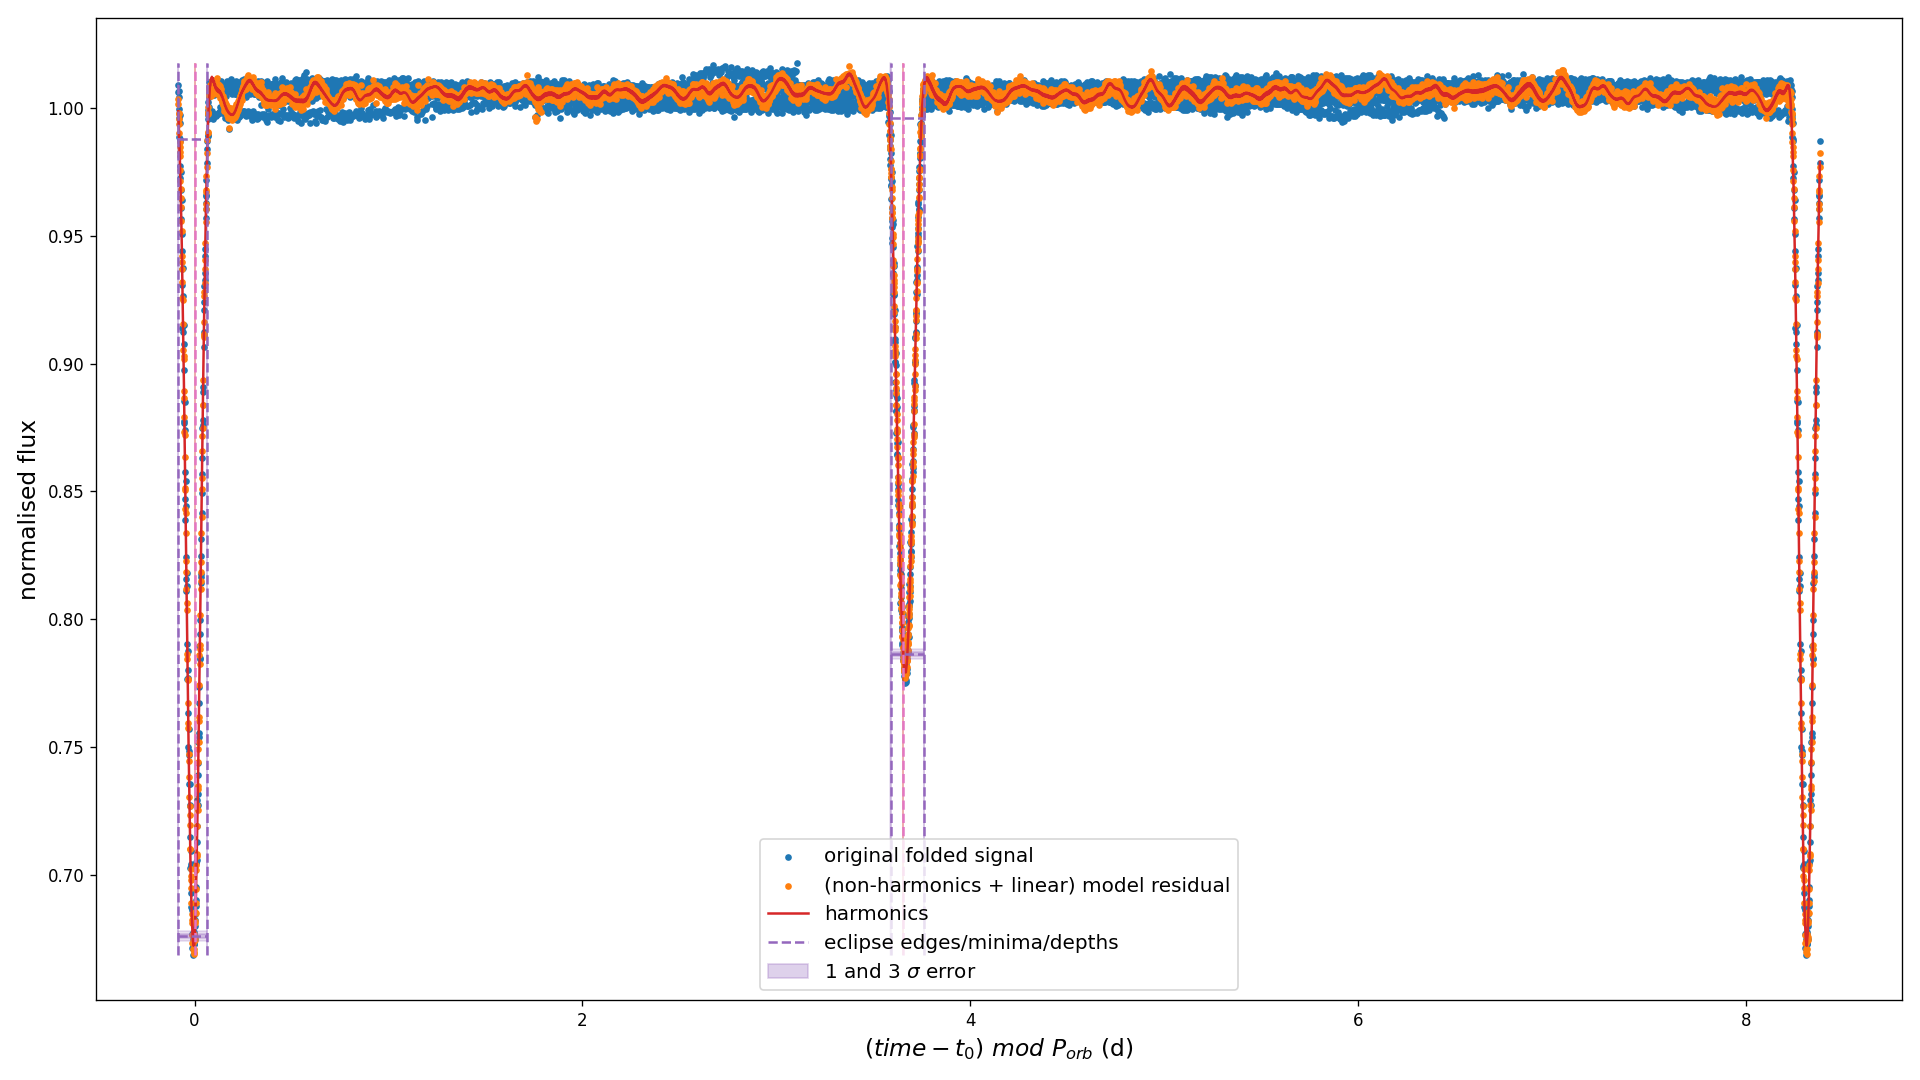 1.00
0.95
0.90
0.85
0.80
0.75
0.70
normalised flux
original folded signal
(non-harmonics + linear) model residual
harmonics
eclipse edges/minima/depths
1 and 3 σ error
0 2 4 6 8
(time − t₀) mod P_orb (d)